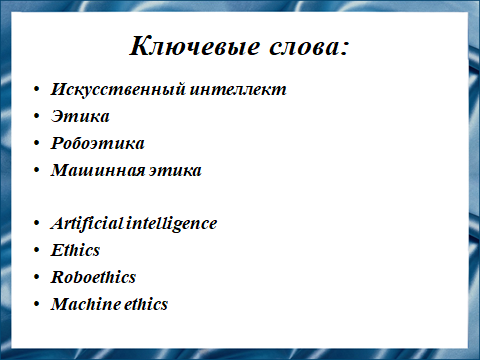 Ключевые слова:
• Искусственный интеллект
• Этика
• Робоэтика
• Машинная этика
• Artificial intelligence
• Ethics
• Roboethics
• Machine ethics